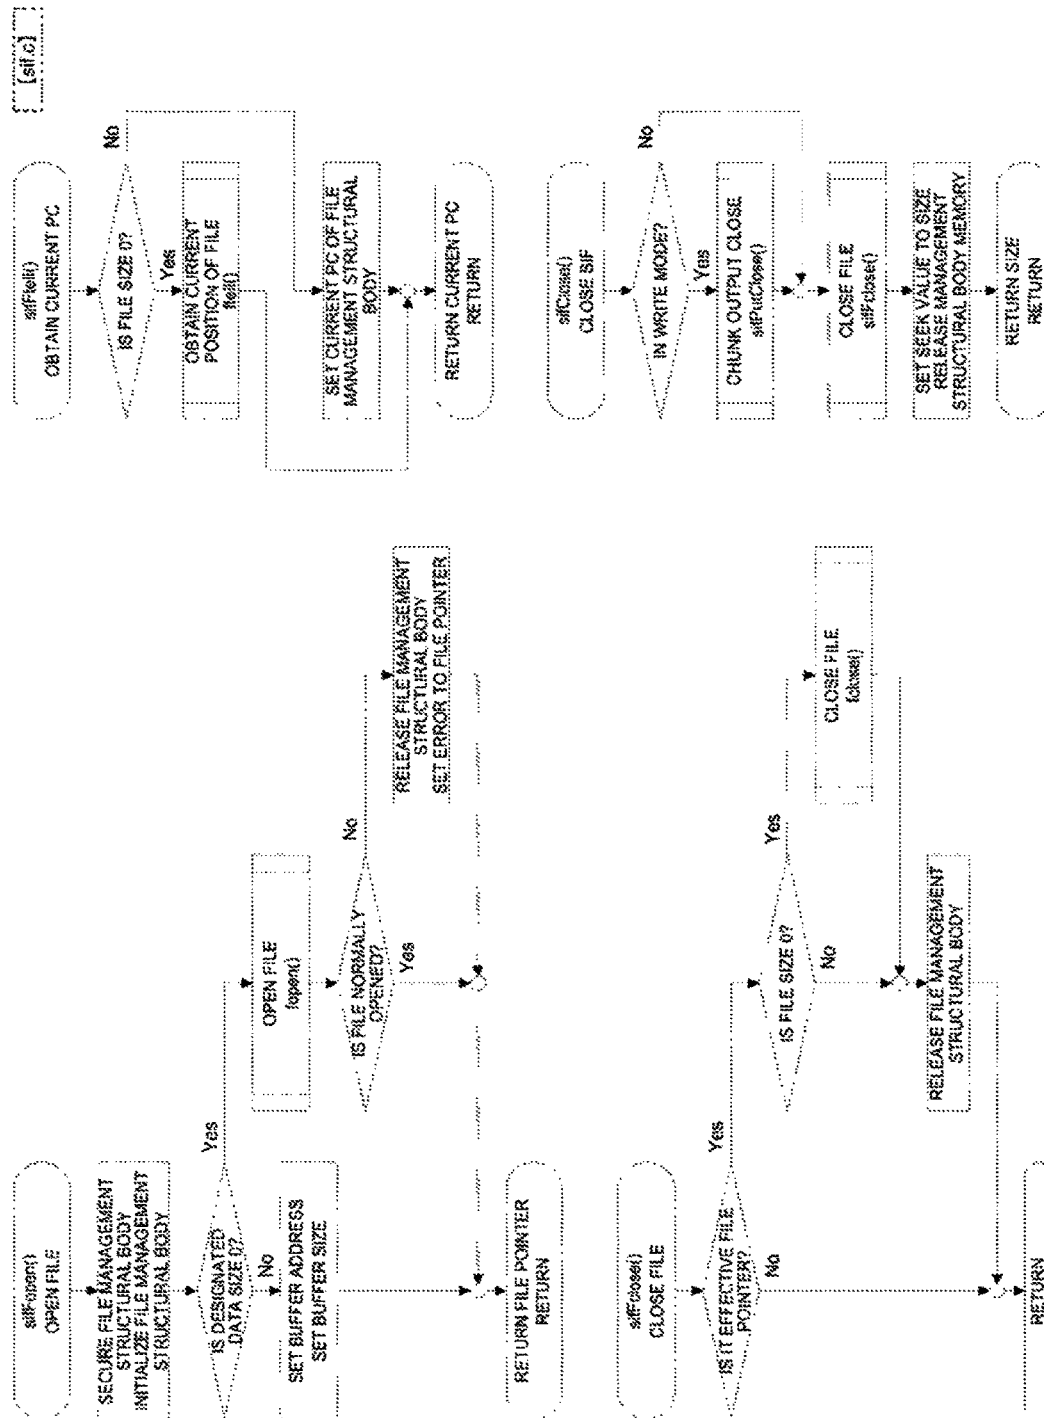 [sif.c]
sifFopen()
OPEN FILE
SECURE FILE MANAGEMENT
STRUCTURAL BODY
INITIALIZE FILE MANAGEMENT
STRUCTURAL BODY
IS DESIGNATED
DATA SIZE 0?
Yes
No
SET BUFFER ADDRESS
SET BUFFER SIZE
OPEN FILE
fopen()
IS FILE NORMALLY
OPENED?
No
Yes
RELEASE FILE MANAGEMENT
STRUCTURAL BODY
SET ERROR TO FILE POINTER
RETURN FILE POINTER
RETURN
sifFtell()
OBTAIN CURRENT PC
IS FILE SIZE 0?
No
Yes
OBTAIN CURRENT
POSITION OF FILE
ftell()
SET CURRENT PC OF FILE
MANAGEMENT STRUCTURAL
BODY
RETURN CURRENT PC
RETURN
sifFclose()
CLOSE FILE
IS IT EFFECTIVE FILE
POINTER?
Yes
No
IS FILE SIZE 0?
Yes
No
CLOSE FILE
fclose()
RELEASE FILE MANAGEMENT
STRUCTURAL BODY
RETURN
sifClose()
CLOSE SIF
IN WRITE MODE?
No
Yes
CHUNK OUTPUT CLOSE
sifPutClose()
CLOSE FILE
sifFclose()
SET SEEK VALUE TO SIZE
RELEASE MANAGEMENT
STRUCTURAL BODY MEMORY
RETURN SIZE
RETURN